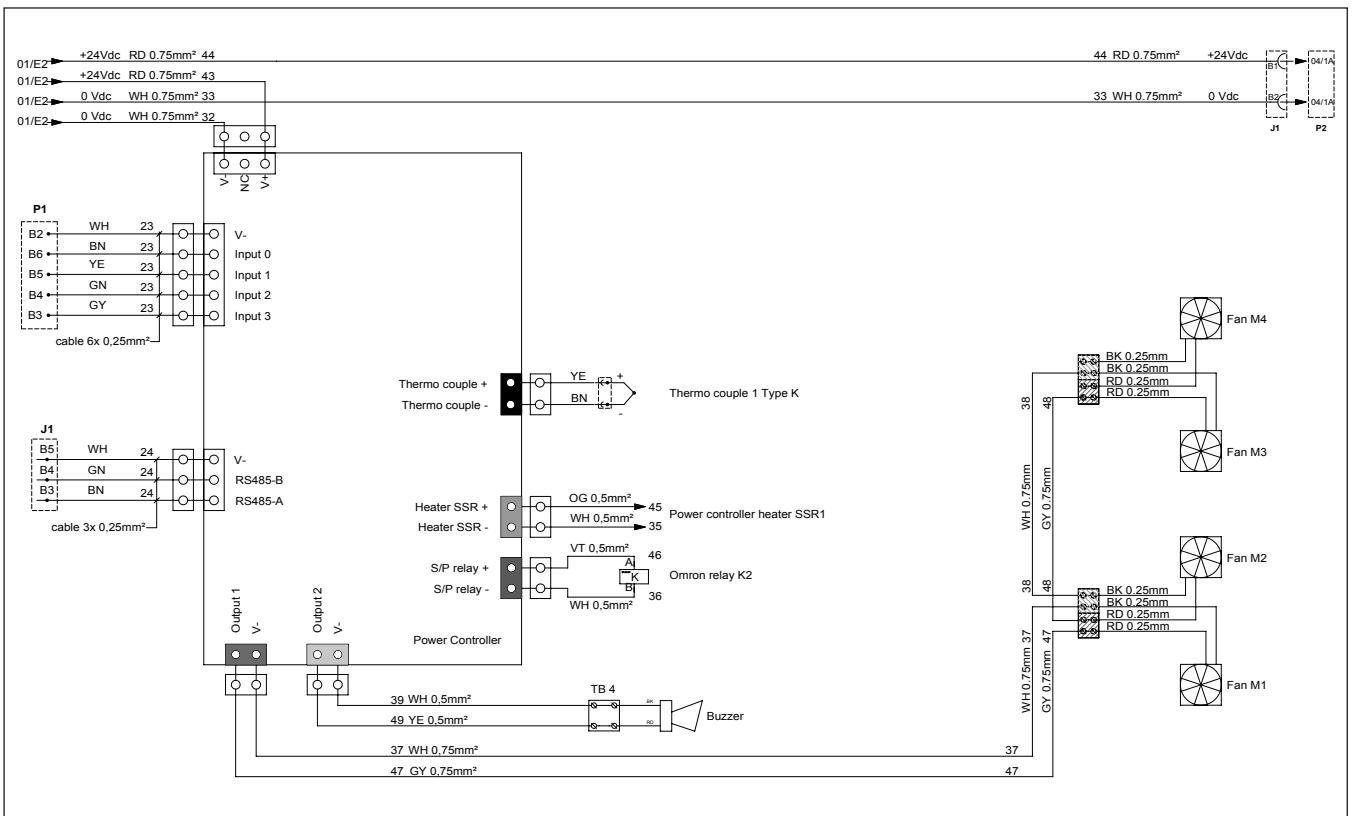 01/E2 +24Vdc RD 0.75mm² 44 44 RD 0.75mm² +24Vdc B1 04/1A
01/E2 +24Vdc RD 0.75mm² 43
01/E2 0 Vdc WH 0.75mm² 33 33 WH 0.75mm² 0 Vdc B2 04/1A
01/E2 0 Vdc WH 0.75mm² 32
J1 P2
V- NC V+
P1
B2 WH 23 V-
B6 BN 23 Input 0
B5 YE 23 Input 1
B4 GN 23 Input 2
B3 GY 23 Input 3
cable 6x 0,25mm²
Thermo couple + YE +
Thermo couple - BN -
Thermo couple 1 Type K
J1
B5 WH 24 V-
B4 GN 24 RS485-B
B3 BN 24 RS485-A
cable 3x 0,25mm²
Heater SSR + OG 0,5mm² 45
Heater SSR - WH 0,5mm² 35
Power controller heater SSR1
S/P relay + VT 0,5mm² 46
A
K
B
Omron relay K2
S/P relay - WH 0,5mm² 36
Power Controller
Output 1 V- Output 2 V-
39 WH 0,5mm² TB 4 BK
49 YE 0,5mm² RD
Buzzer
37 WH 0,75mm² 37
47 GY 0,75mm² 47
Fan M4
BK 0.25mm
BK 0.25mm
RD 0.25mm
RD 0.25mm
Fan M3
38 48
WH 0.75mm² GY 0.75mm²
38 48
Fan M2
BK 0.25mm
BK 0.25mm
RD 0.25mm
RD 0.25mm
Fan M1
WH 0.75mm² 37 GY 0.75mm² 47